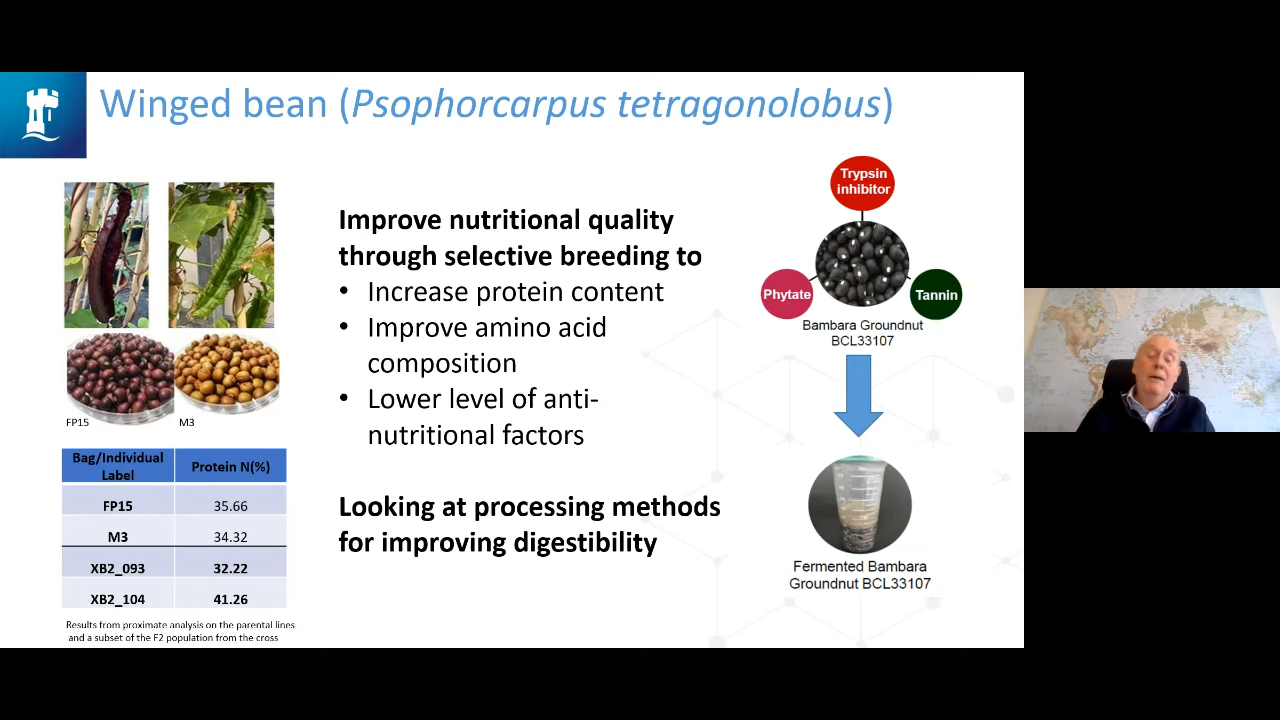 Winged bean (Psophorcarpus tetragonolobus)
FP15
M3
Bag/Individual
Label
Protein N(%)
FP15
35.66
M3
34.32
XB2_093
32.22
XB2_104
41.26
Results from proximate analysis on the parental lines
and a subset of the F2 population from the cross
Improve nutritional quality
through selective breeding to
• Increase protein content
• Improve amino acid
composition
• Lower level of anti-
nutritional factors
Looking at processing methods
for improving digestibility
Trypsin
inhibitor
Phytate
Tannin
Bambara Groundnut
BCL33107
Fermented Bambara
Groundnut BCL33107